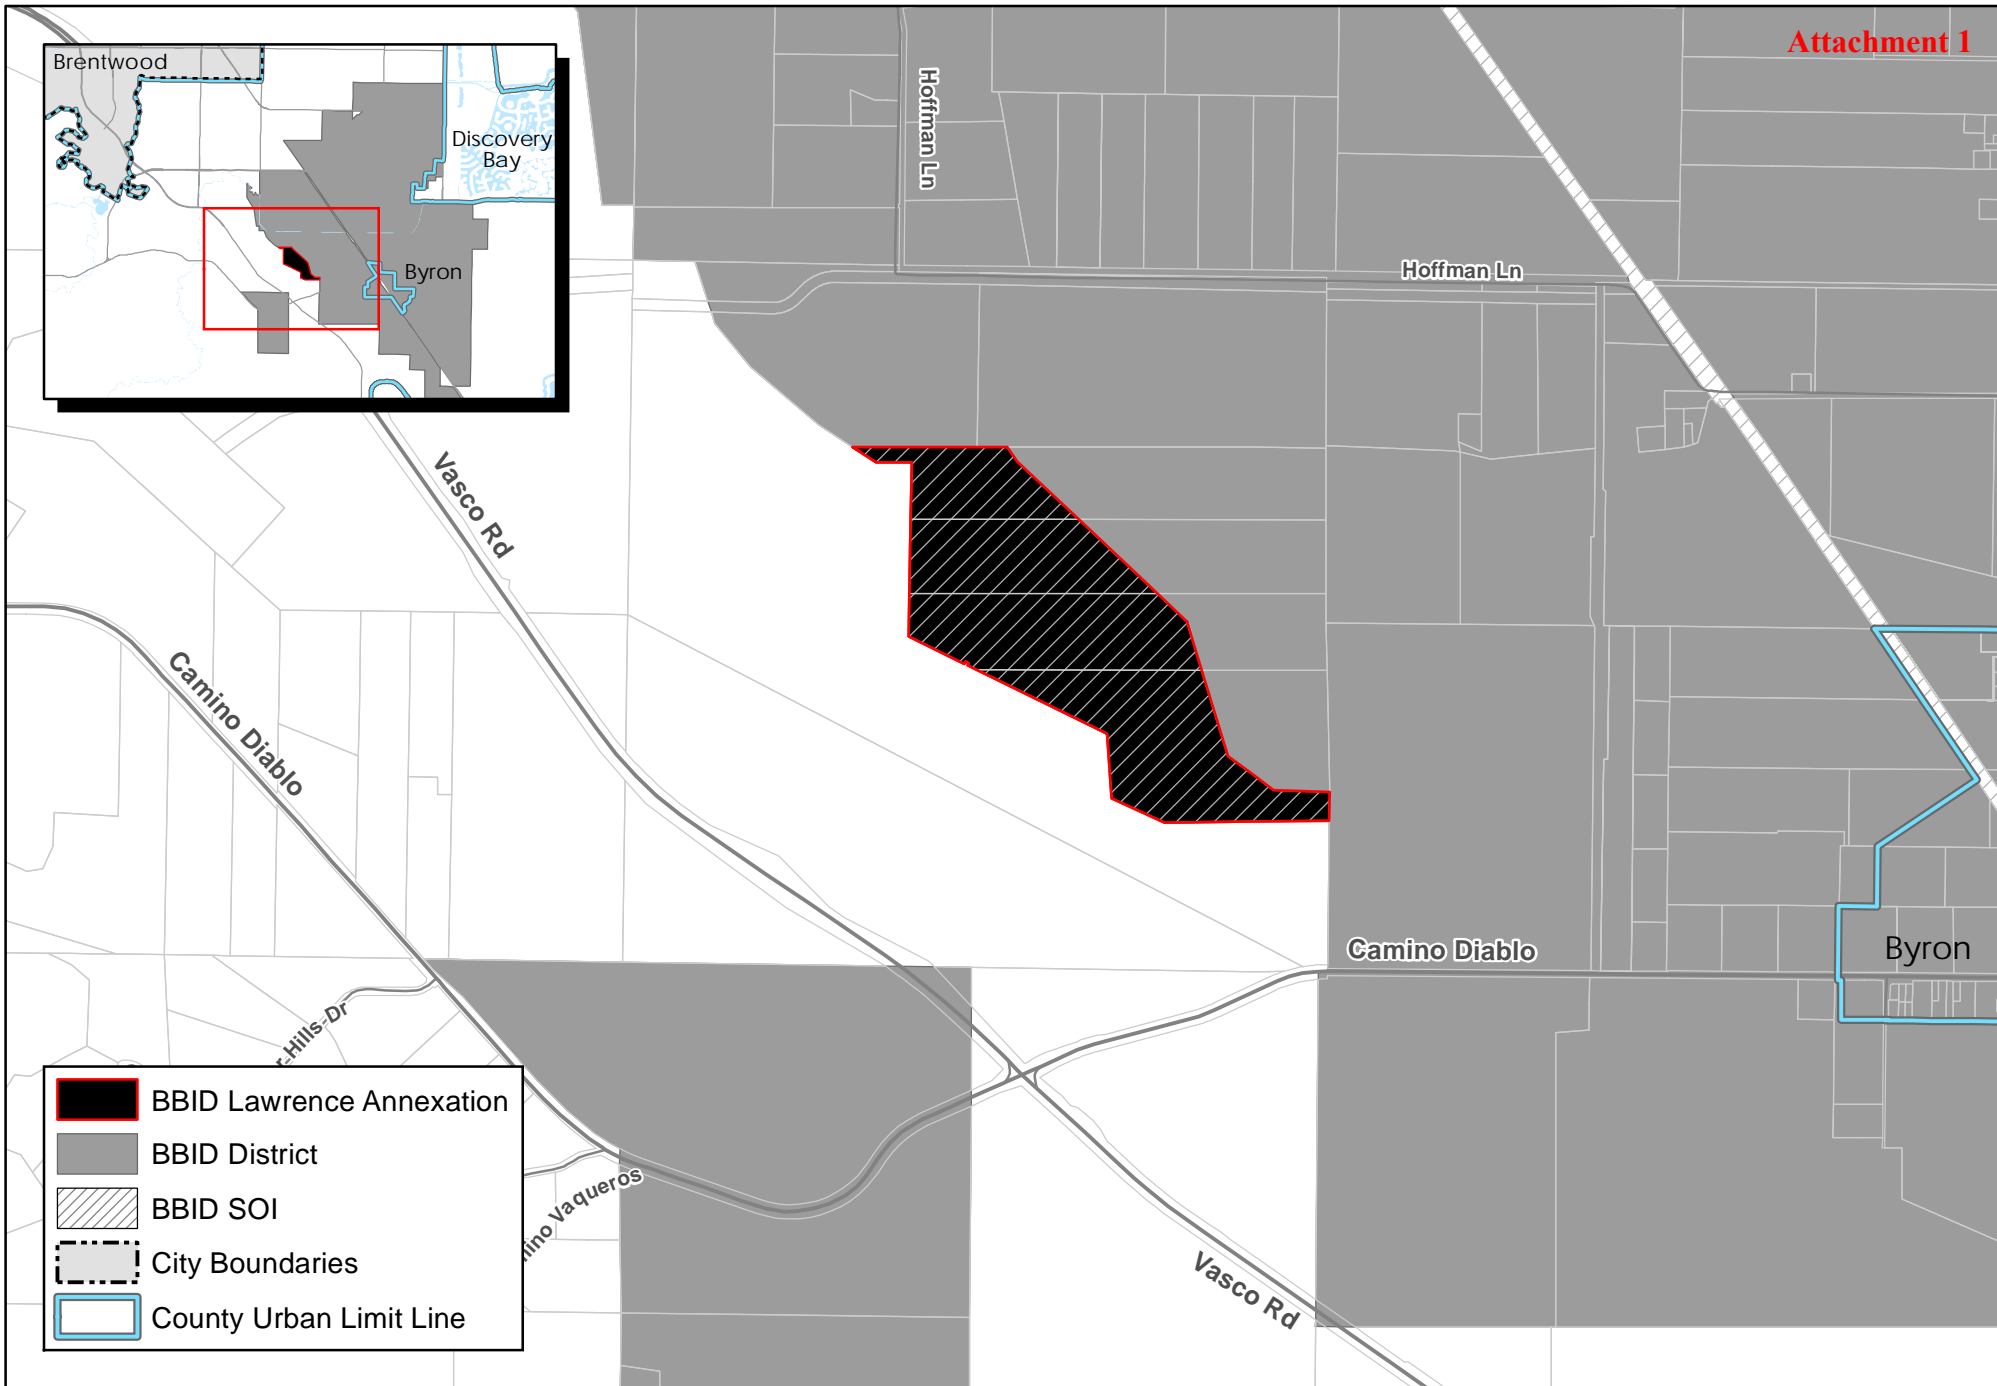 Attachment 1
Brentwood
Discovery
Bay
Byron
Hoffman Ln
Hoffman Ln
Vasco Rd
Camino Diablo
Camino Diablo
Byron
r-Hills-Dr
mino Vaqueros
Vasco Rd
BBID Lawrence Annexation
BBID District
BBID SOI
City Boundaries
County Urban Limit Line